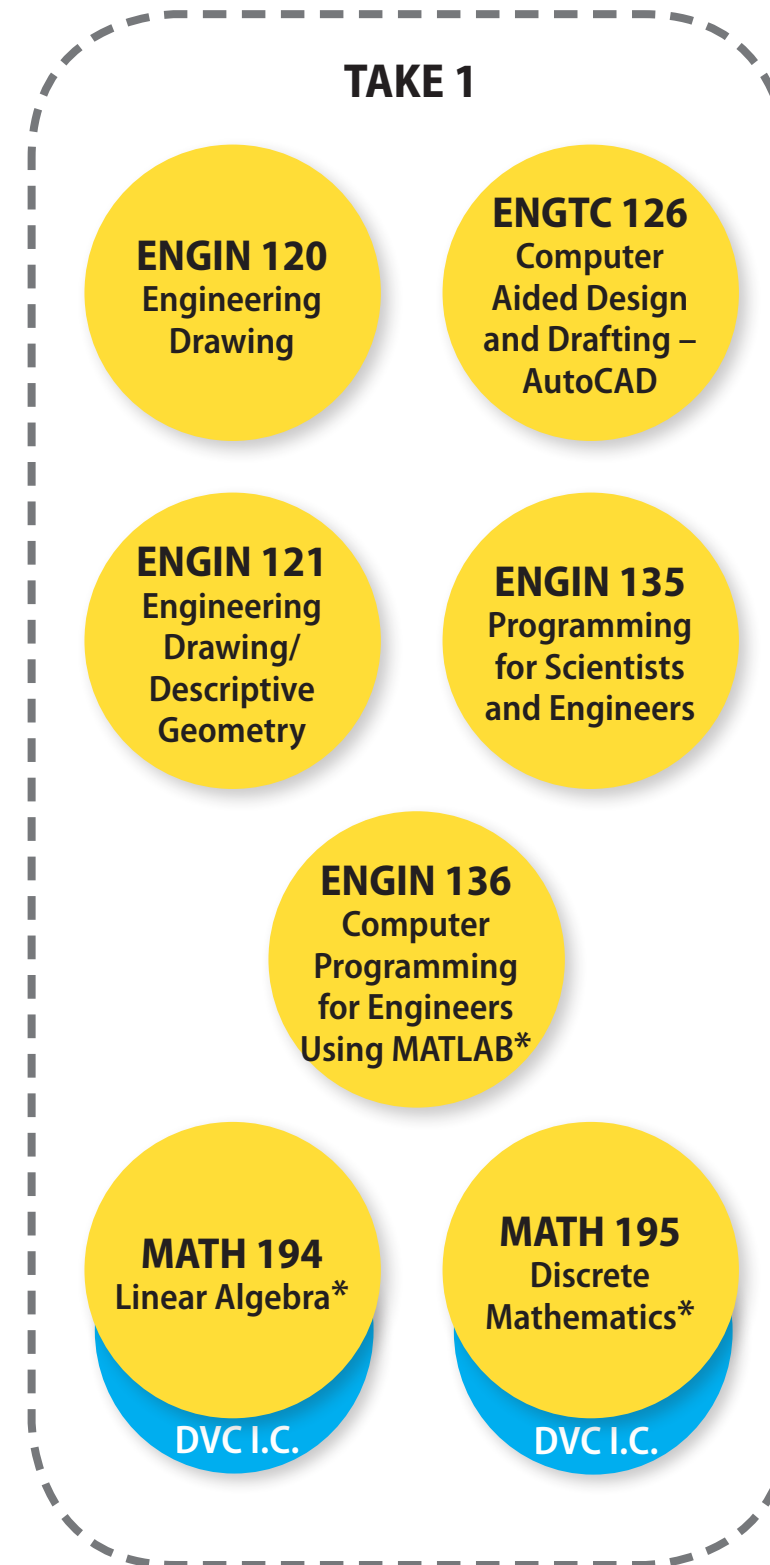 TAKE 1
ENGIN 120
Engineering
Drawing
ENGTC 126
Computer
Aided Design
and Drafting –
AutoCAD
ENGIN 121
Engineering
Drawing/
Descriptive
Geometry
ENGIN 135
Programming
for Scientists
and Engineers
ENGIN 136
Computer
Programming
for Engineers
Using MATLAB*
MATH 194
Linear Algebra*
DVC I.C.
MATH 195
Discrete
Mathematics*
DVC I.C.